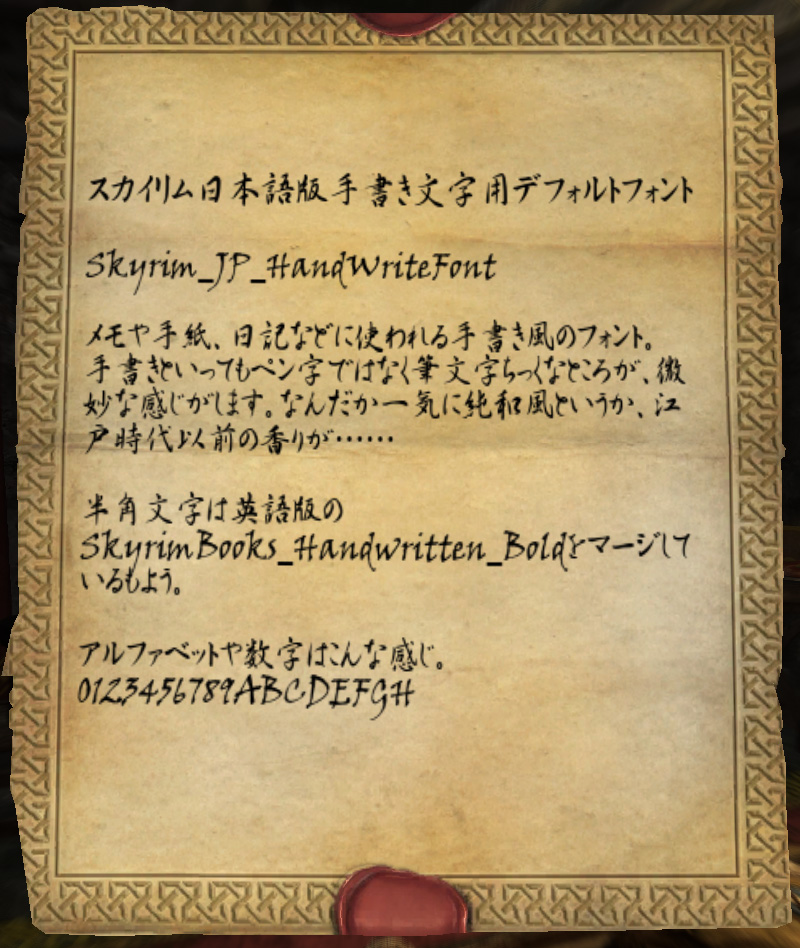 スカイリム日本語版手書き文字用デフォルトフォント
Skyrim_JP_HandWriteFont
メモや手紙、日記などに使われる手書き風のフォント。
手書きといってもペン字ではなく筆文字ちっくなところが、微
妙な感じがします。なんだか一気に純和風というか、江
戸時代以前の香りが……
半角文字は英語版の
SkyrimBooks_Handwritten_Boldをマージして
いるもよう。
アルファベットや数字はこんな感じ。
0123456789ABCDEFGH